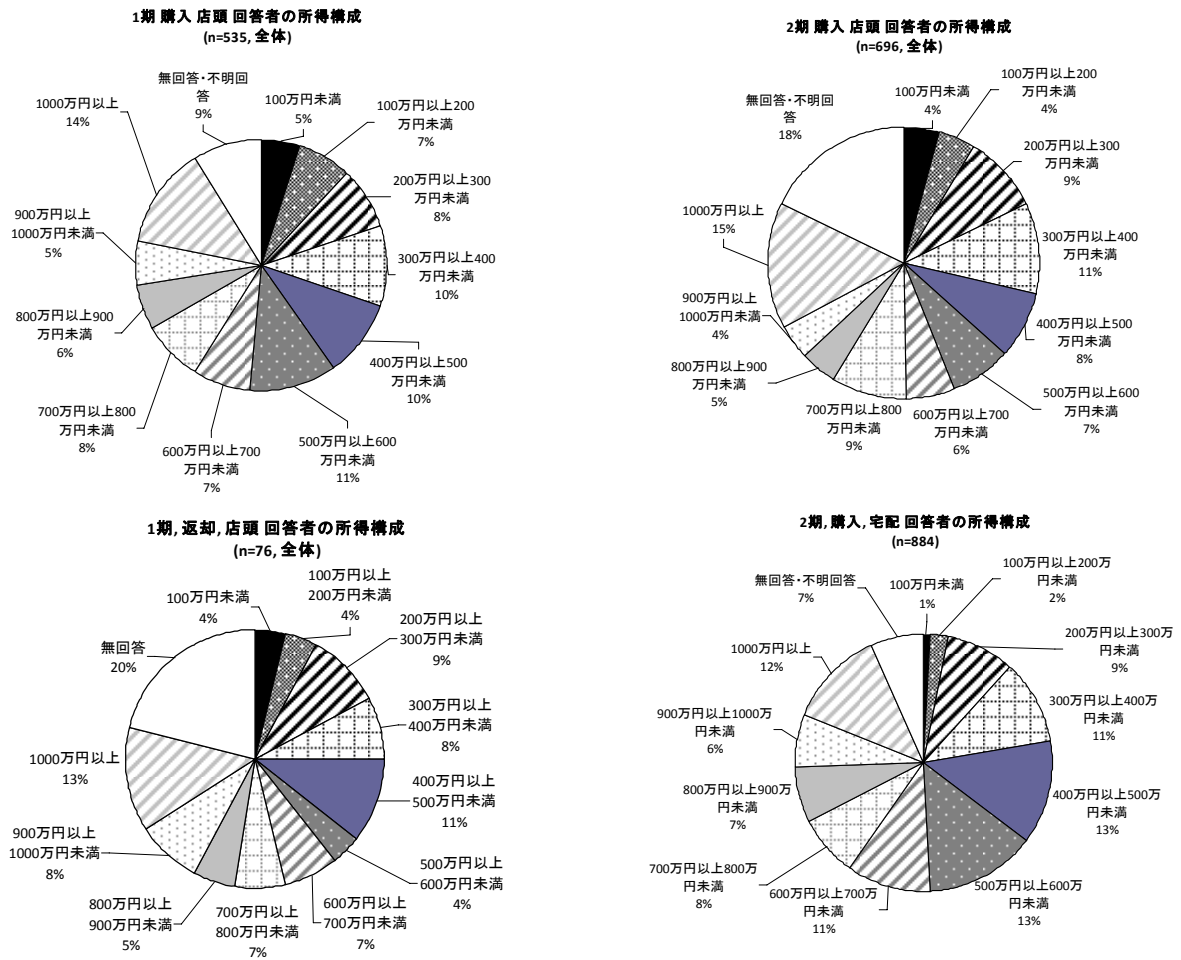 1期 購入 店頭 回答者の所得構成
(n=535, 全体)
無回答・不明回
答
9%
100万円未満
5%
100万円以上200
万円未満
7%
200万円以上300
万円未満
8%
300万円以上400
万円未満
10%
400万円以上500
万円未満
10%
500万円以上600
万円未満
11%
600万円以上700
万円未満
7%
700万円以上800
万円未満
8%
800万円以上900
万円未満
6%
900万円以上
1000万円未満
5%
1000万円以上
14%
2期 購入 店頭 回答者の所得構成
(n=696, 全体)
無回答・不明回
答
18%
100万円未満
4%
100万円以上200
万円未満
4%
200万円以上300
万円未満
9%
300万円以上400
万円未満
11%
400万円以上500
万円未満
8%
500万円以上600
万円未満
7%
600万円以上700
万円未満
6%
700万円以上800
万円未満
9%
800万円以上900
万円未満
5%
900万円以上
1000万円未満
4%
1000万円以上
15%
1期, 返却, 店頭 回答者の所得構成
(n=76, 全体)
100万円未満
4%
100万円以上
200万円未満
4%
200万円以上
300万円未満
9%
300万円以上
400万円未満
8%
400万円以上
500万円未満
11%
500万円以上
600万円未満
4%
600万円以上
700万円未満
7%
700万円以上
800万円未満
7%
800万円以上
900万円未満
5%
900万円以上
1000万円未満
8%
1000万円以上
13%
無回答
20%
2期, 購入, 宅配 回答者の所得構成
(n=884)
無回答・不明回答
7%
100万円未満
1%
100万円以上200万
円未満
2%
200万円以上300万
円未満
9%
300万円以上400万
円未満
11%
400万円以上500万
円未満
13%
500万円以上600万
円未満
13%
600万円以上700万
円未満
11%
700万円以上800万
円未満
8%
800万円以上900万
円未満
7%
900万円以上1000万
円未満
6%
1000万円以上
12%